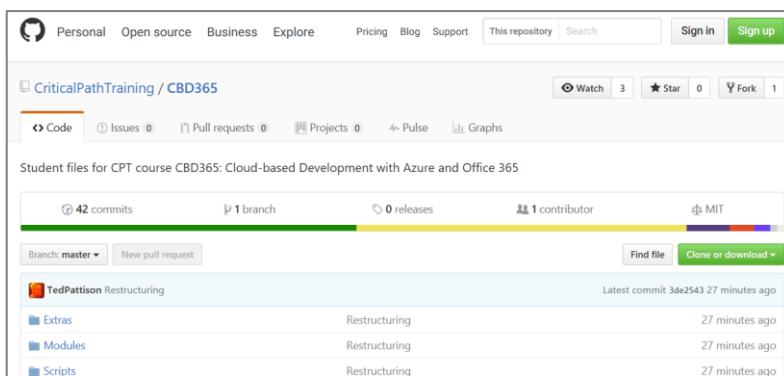 Personal Open source Business Explore Pricing Blog Support This repository Search Sign in Sign up
CriticalPathTraining / CBD365 Watch 3 Star 0 Fork 1
Code Issues 0 Pull requests 0 Projects 0 Pulse Graphs
Student files for CPT course CBD365: Cloud-based Development with Azure and Office 365
42 commits 1 branch 0 releases 1 contributor MIT
Branch: master New pull request Find file Clone or download
TedPattison Restructuring Latest commit 3de2543 27 minutes ago
Extras Restructuring 27 minutes ago
Modules Restructuring 27 minutes ago
Scripts Restructuring 27 minutes ago